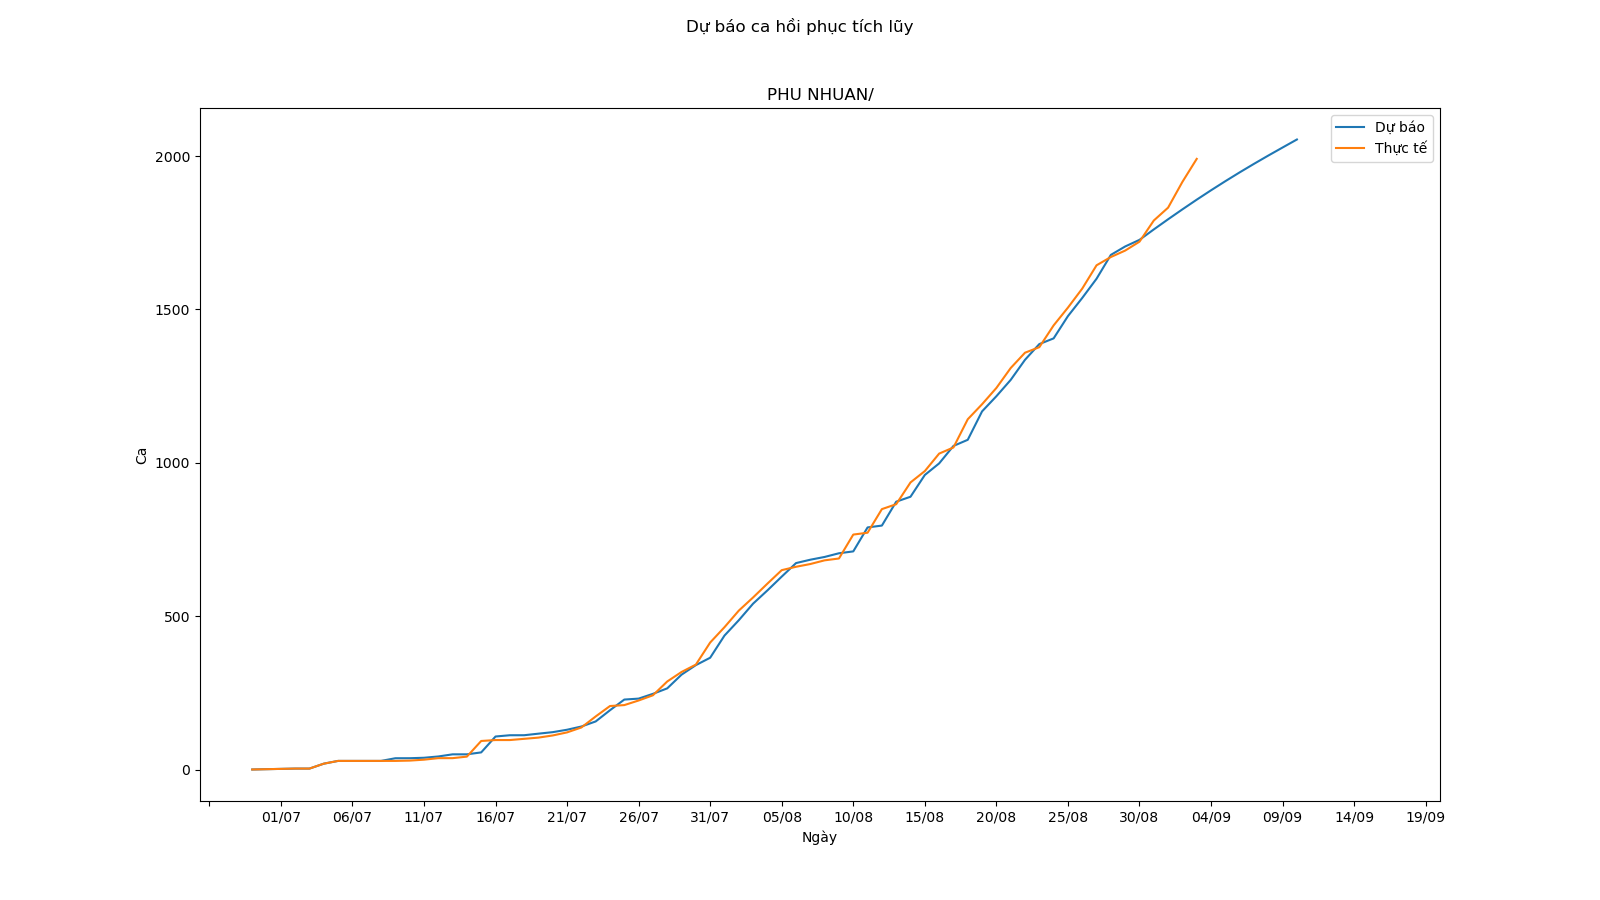 Dự báo ca hồi phục tích lũy
PHU NHUAN/
Dự báo
Thực tế
2000
1500
1000
500
0
Ca
01/07 06/07 11/07 16/07 21/07 26/07 31/07 05/08 10/08 15/08 20/08 25/08 30/08 04/09 09/09 14/09 19/09
Ngày